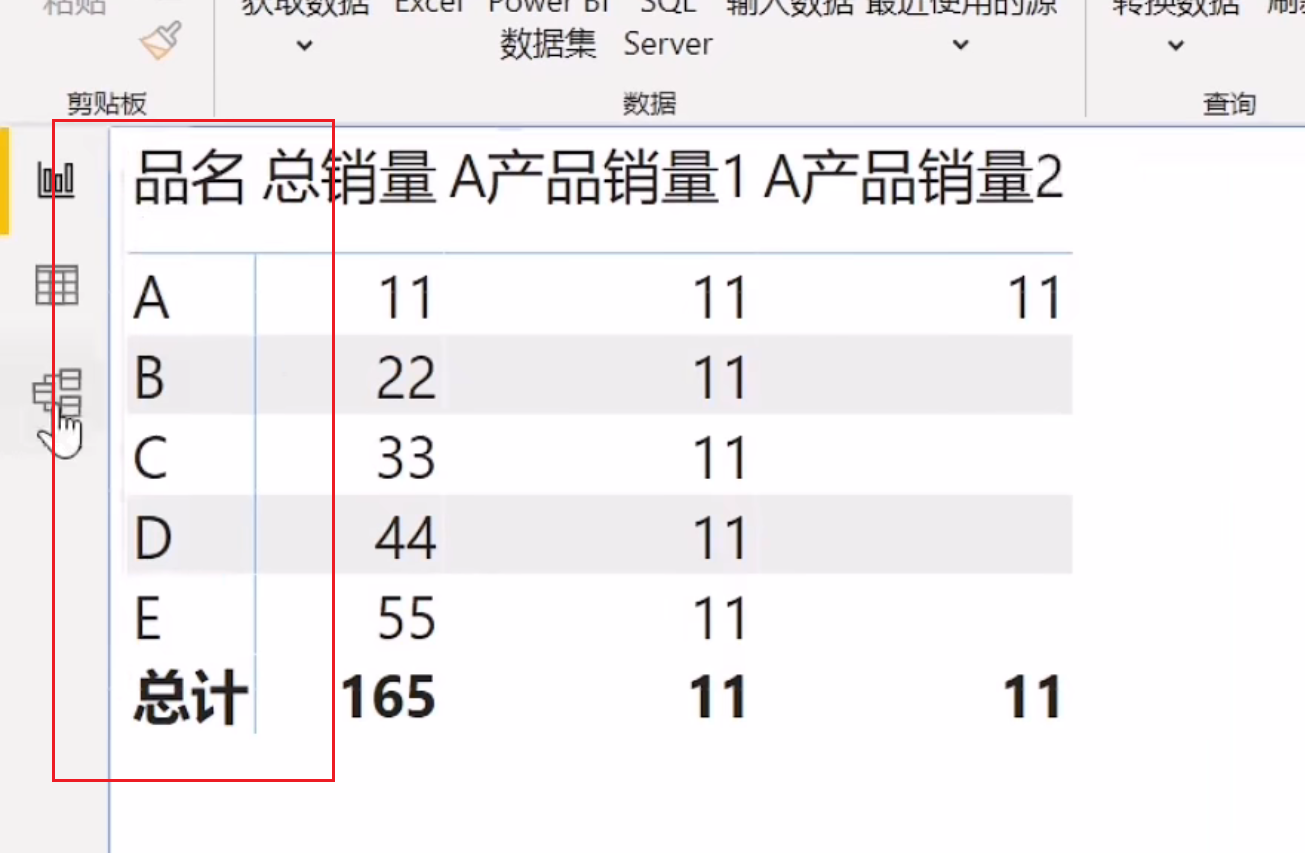 粘贴
获取数据 Excel Power BI SQL 输入数据 最近使用的源 转换数据 刷新
数据集 Server
剪贴板 数据 查询
品名 总销量 A产品销量1 A产品销量2
A 11 11 11
B 22 11
C 33 11
D 44 11
E 55 11
总计 165 11 11